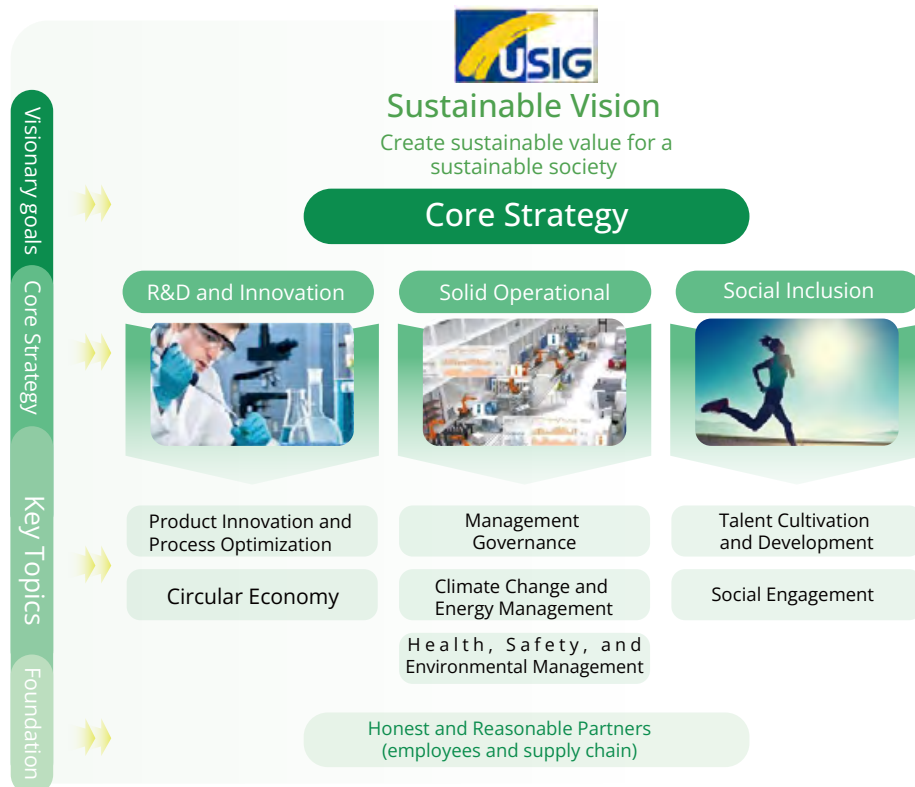 USIG
Sustainable Vision
Create sustainable value for a
sustainable society
Visionary goals
Core Strategy
Core Strategy
R&D and Innovation
Solid Operational
Social Inclusion
Key Topics
Product Innovation and
Process Optimization
Management
Governance
Talent Cultivation
and Development
Circular Economy
Climate Change and
Energy Management
Social Engagement
Health, Safety, and
Environmental Management
Foundation
Honest and Reasonable Partners
(employees and supply chain)